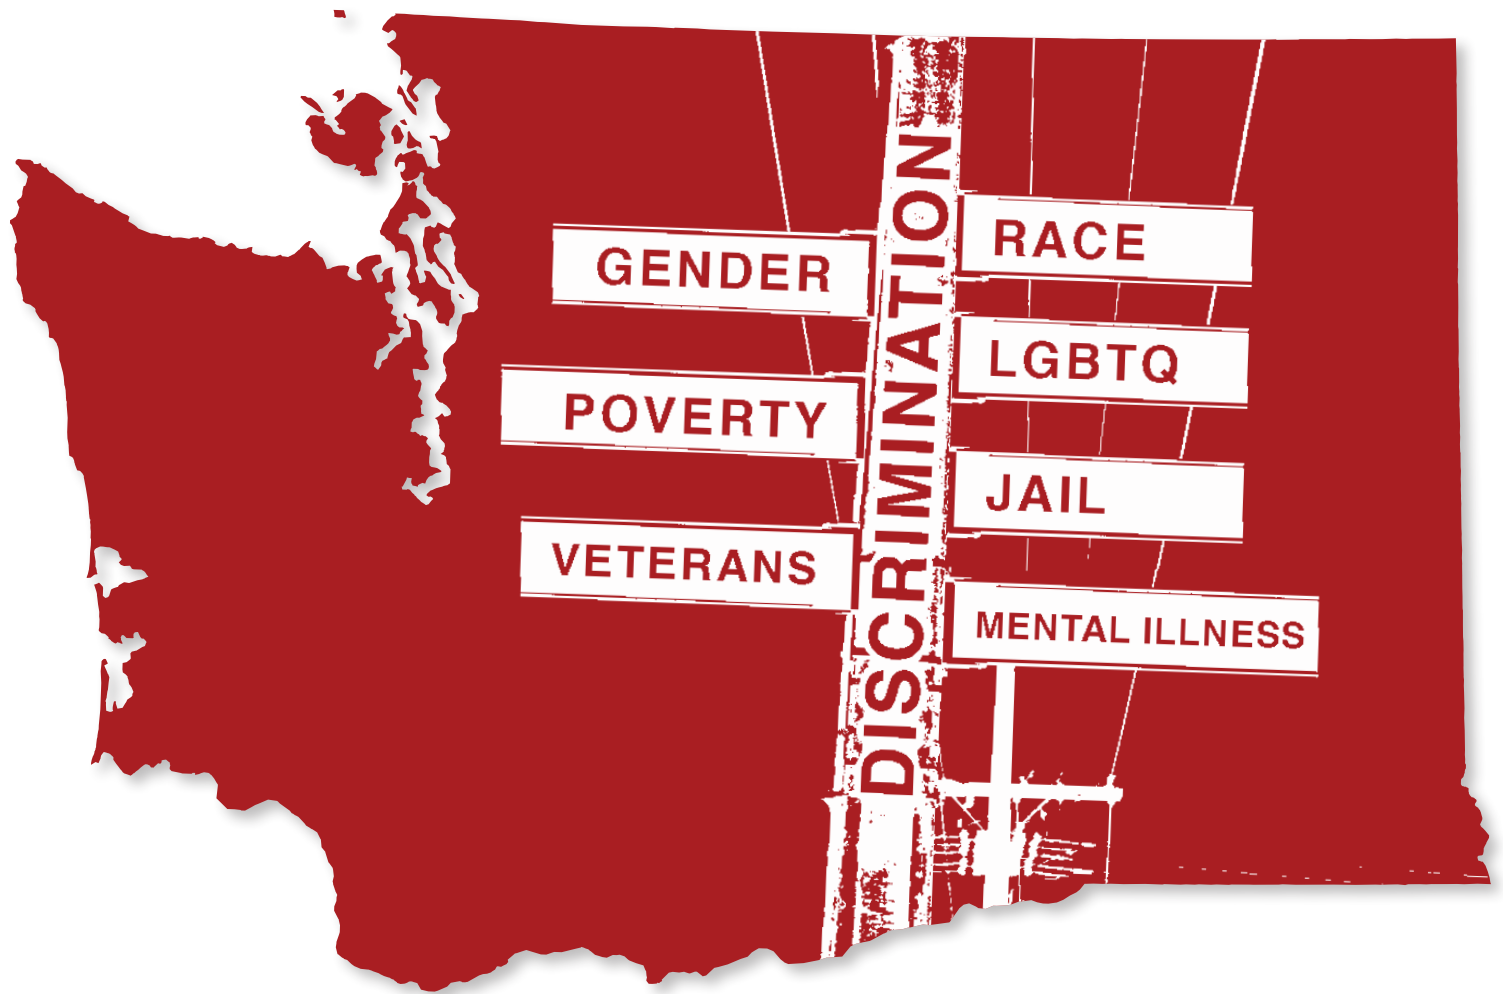 DISCRIMINATION
GENDER
POVERTY
VETERANS
RACE
LGBTQ
JAIL
MENTAL ILLNESS